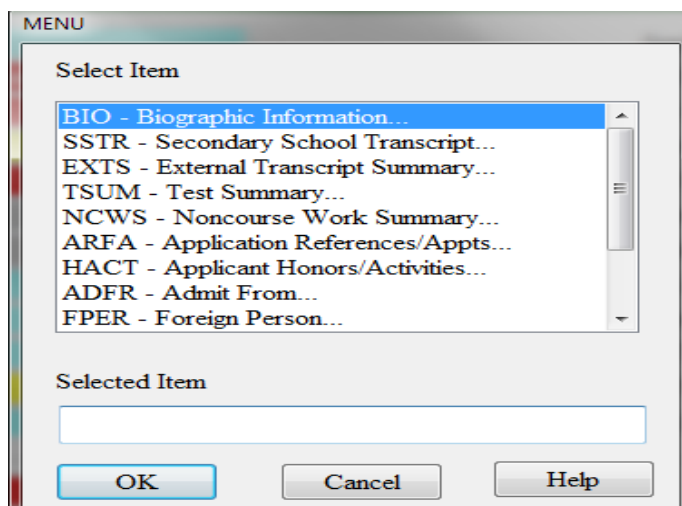 MENU
Select Item
BIO - Biographic Information...
SSTR - Secondary School Transcript...
EXTS - External Transcript Summary...
TSUM - Test Summary...
NCWS - Noncourse Work Summary...
ARFA - Application References/Appts...
HACT - Applicant Honors/Activities...
ADFR - Admit From...
FPER - Foreign Person...
Selected Item
OK Cancel Help